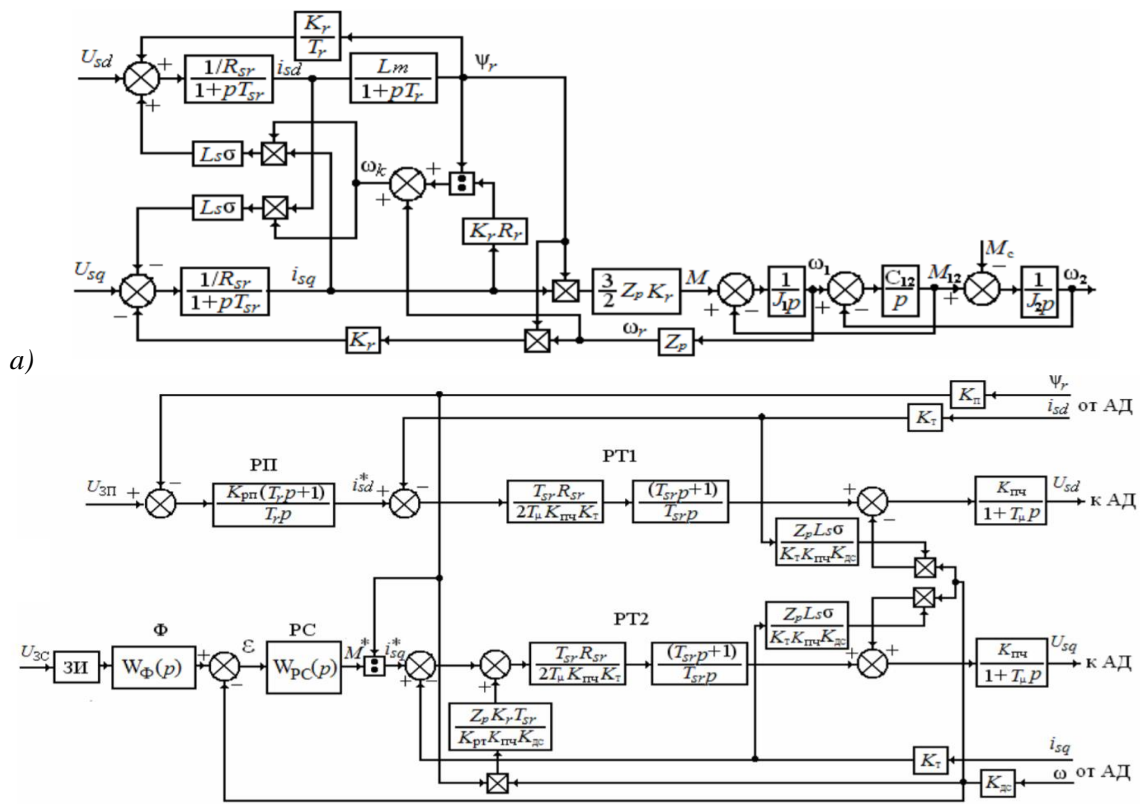 K_r
T_r
U_sd
+
+
1/R_sr
1+pT_sr
i_sd
Lm
1+pT_r
ψ_r
Lsσ
ω_k
+
+
Lsσ
K_r R_r
U_sq
−
−
1/R_sr
1+pT_sr
i_sq
3/2 Z_p K_r
M
+
−
1
J_1p
ω_1
+
−
C_12
p
M_12
+
M_c
−
1
J_2p
ω_2
K_r
ω_r
Z_p
а)
ψ_r
K_п
i_sd
от АД
K_т
РП
РТ1
U_ЗП
+
−
K_рп(T_r p+1)
T_r p
i*_sd
+
−
T_sr R_sr
2T_μ K_пч K_т
(T_sr p+1)
T_sr p
+
−
K_пч
1+T_μ p
U_sd
к АД
Z_p Lsσ
K_т K_пч K_дс
Φ
РС
РТ2
Z_p Lsσ
K_т K_пч K_дс
U_ЗС
ЗИ
W_Φ(p)
+
−
ε
W_РС(p)
M*
i*_sq
+
−
+
T_sr R_sr
2T_μ K_пч K_т
(T_sr p+1)
T_sr p
+
+
K_пч
1+T_μ p
U_sq
к АД
Z_p K_r T_sr
K_рт K_пч K_дс
K_т
i_sq
ω
от АД
K_дс